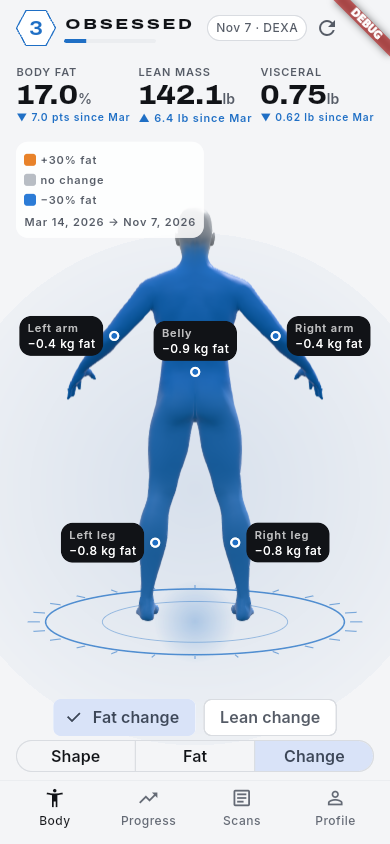 3 OBSESSED
Nov 7 · DEXA
DEBUG
BODY FAT
17.0%
▼ 7.0 pts since Mar
LEAN MASS
142.1lb
▲ 6.4 lb since Mar
VISCERAL
0.75lb
▼ 0.62 lb since Mar
+30% fat
no change
−30% fat
Mar 14, 2026 → Nov 7, 2026
Left arm
−0.4 kg fat
Belly
−0.9 kg fat
Right arm
−0.4 kg fat
Left leg
−0.8 kg fat
Right leg
−0.8 kg fat
Fat change
Lean change
Shape
Fat
Change
Body
Progress
Scans
Profile